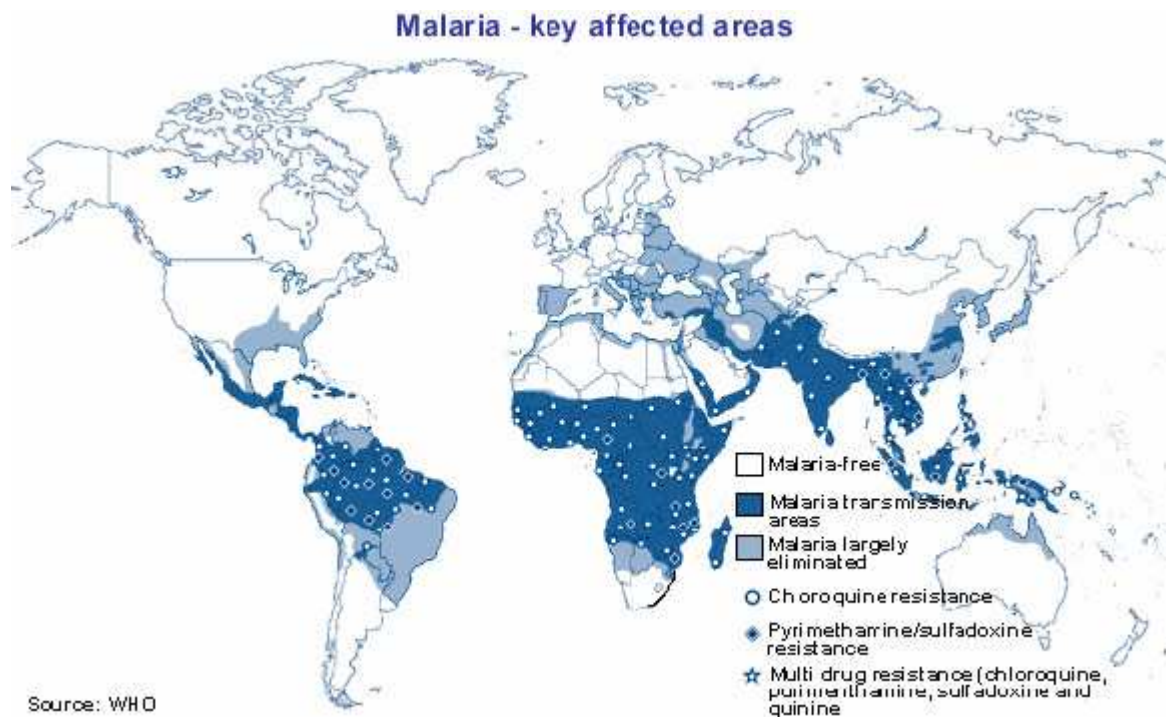 Malaria - key affected areas
Malaria-free
Malaria transmission
areas
Malaria largely
eliminated
Choroquine resistance
Pyrimethamine/sulfadoxine
resistance
Multi drug resistance (chloroquine,
purimenthamine, sulfadoxine and
quinine
Source: WHO